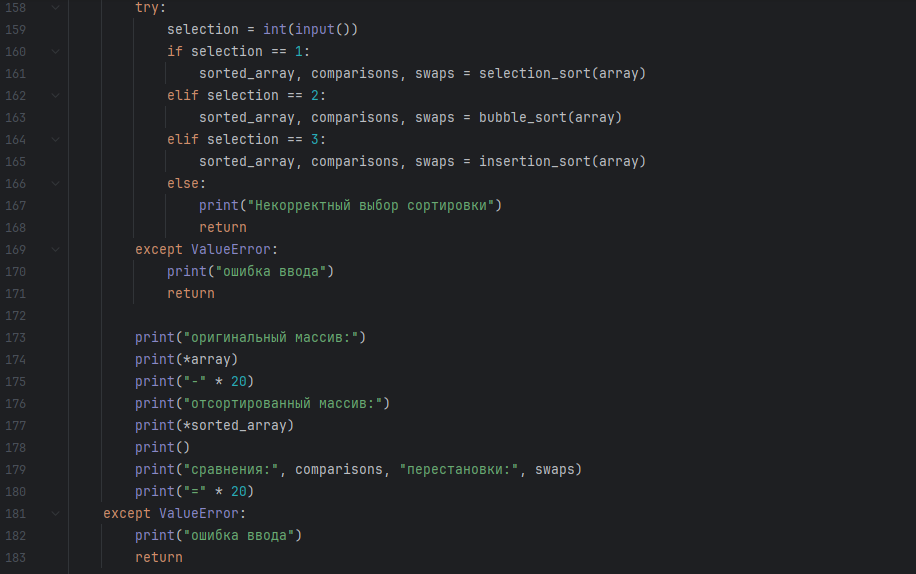 158 try:
159 selection = int(input())
160 if selection == 1:
161 sorted_array, comparisons, swaps = selection_sort(array)
162 elif selection == 2:
163 sorted_array, comparisons, swaps = bubble_sort(array)
164 elif selection == 3:
165 sorted_array, comparisons, swaps = insertion_sort(array)
166 else:
167 print("Некорректный выбор сортировки")
168 return
169 except ValueError:
170 print("ошибка ввода")
171 return
172
173 print("оригинальный массив:")
174 print(*array)
175 print("-" * 20)
176 print("отсортированный массив:")
177 print(*sorted_array)
178 print()
179 print("сравнения:", comparisons, "перестановки:", swaps)
180 print("=" * 20)
181 except ValueError:
182 print("ошибка ввода")
183 return